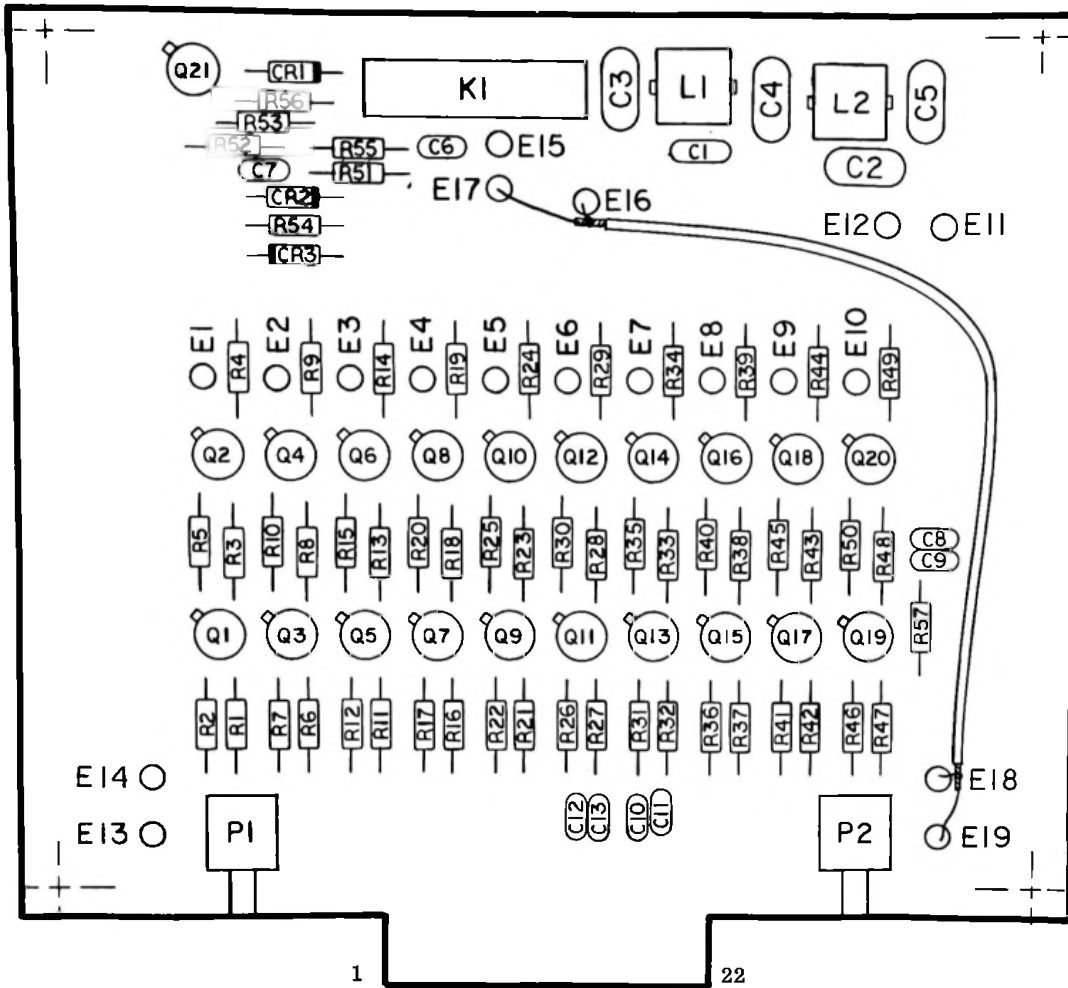 Q21 CR1 K1 C3 L1 C4 L2 C5
R56
R53
R52 R55 C6 E15 C1
C7 R51 C2
CR2 E17 E16
R54 E12 E11
CR3
E1 R4 E2 R9 E3 R14 E4 R19 E5 R24 E6 R29 E7 R34 E8 R39 E9 R44 E10 R49
Q2 Q4 Q6 Q8 Q10 Q12 Q14 Q16 Q18 Q20
R5 R3 R10 R8 R15 R13 R20 R18 R25 R23 R30 R28 R35 R33 R40 R38 R45 R43 R50 R48 C8
C9
Q1 Q3 Q5 Q7 Q9 Q11 Q13 Q15 Q17 Q19 R57
R2 R1 R7 R6 R12 R11 R17 R16 R22 R21 R26 R27 R31 R32 R36 R37 R41 R42 R46 R47
E14 E18
E13 P1 C12 C13 C10 C11 P2 E19
1 22